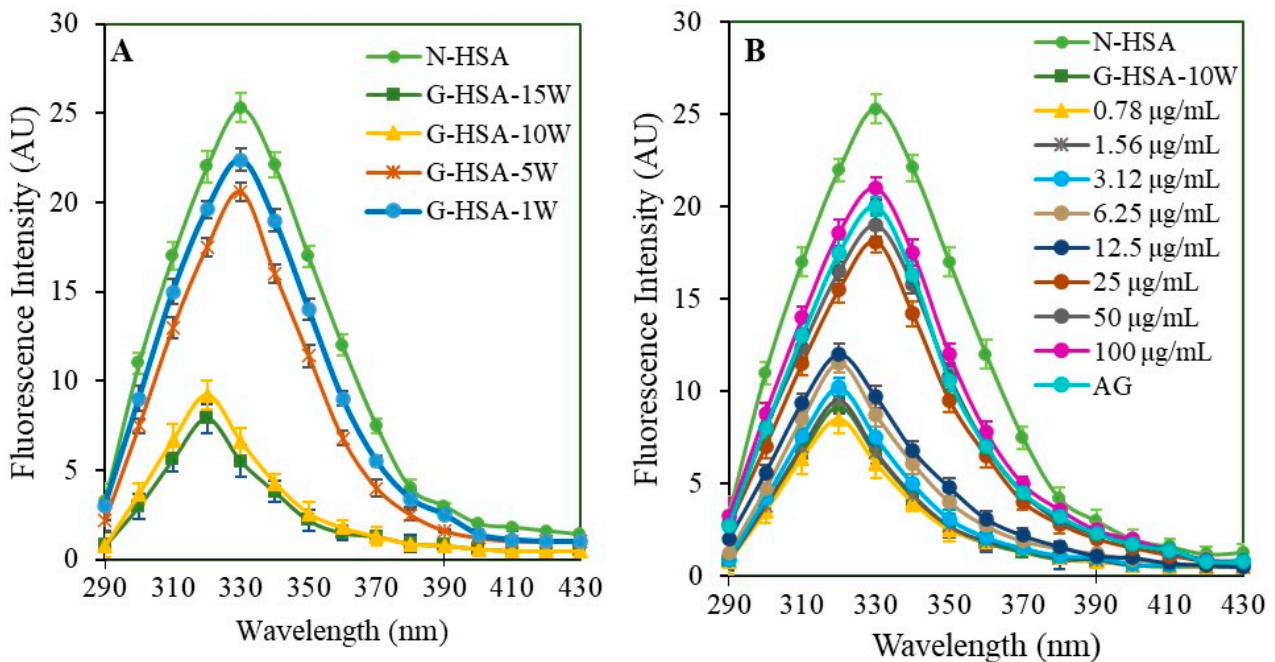 A
Fluorescence Intensity (AU)
30
25
20
15
10
5
0
290 310 330 350 370 390 410 430
Wavelength (nm)
N-HSA
G-HSA-15W
G-HSA-10W
G-HSA-5W
G-HSA-1W
B
Fluorescence Intensity (AU)
30
25
20
15
10
5
0
290 310 330 350 370 390 410 430
Wavelength (nm)
N-HSA
G-HSA-10W
0.78 µg/mL
1.56 µg/mL
3.12 µg/mL
6.25 µg/mL
12.5 µg/mL
25 µg/mL
50 µg/mL
100 µg/mL
AG